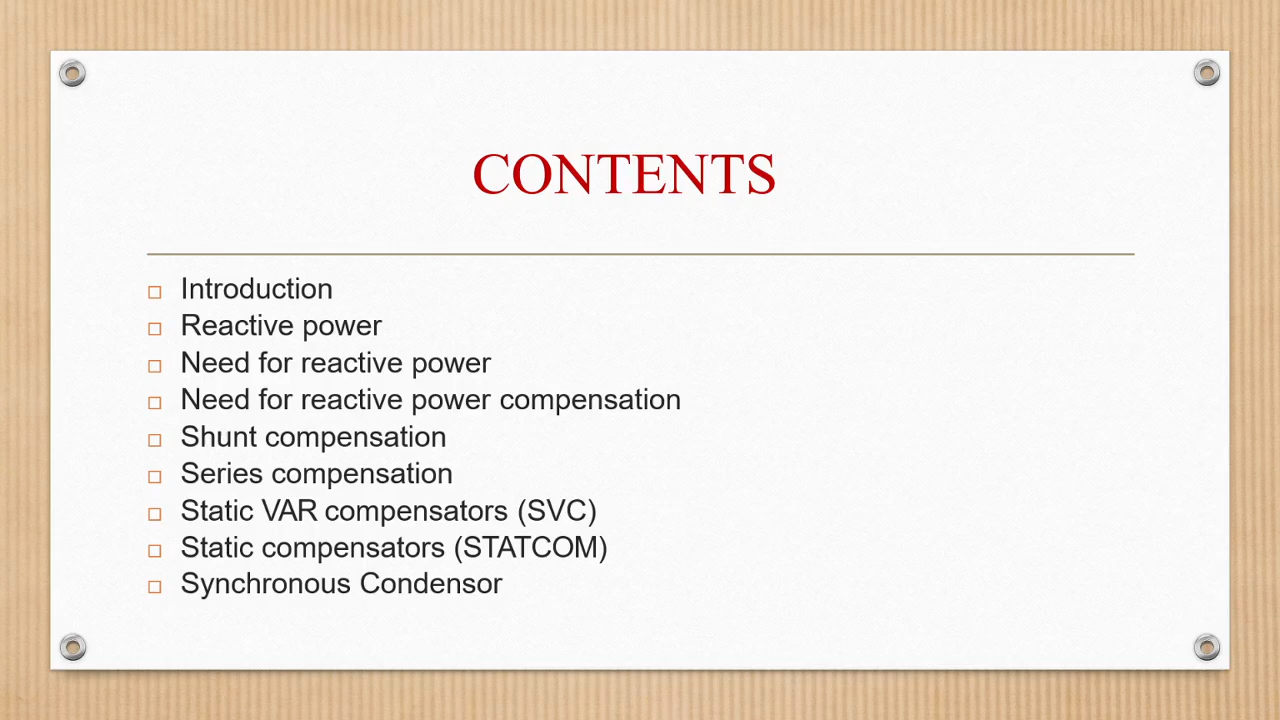 CONTENTS
Introduction
Reactive power
Need for reactive power
Need for reactive power compensation
Shunt compensation
Series compensation
Static VAR compensators (SVC)
Static compensators (STATCOM)
Synchronous Condensor